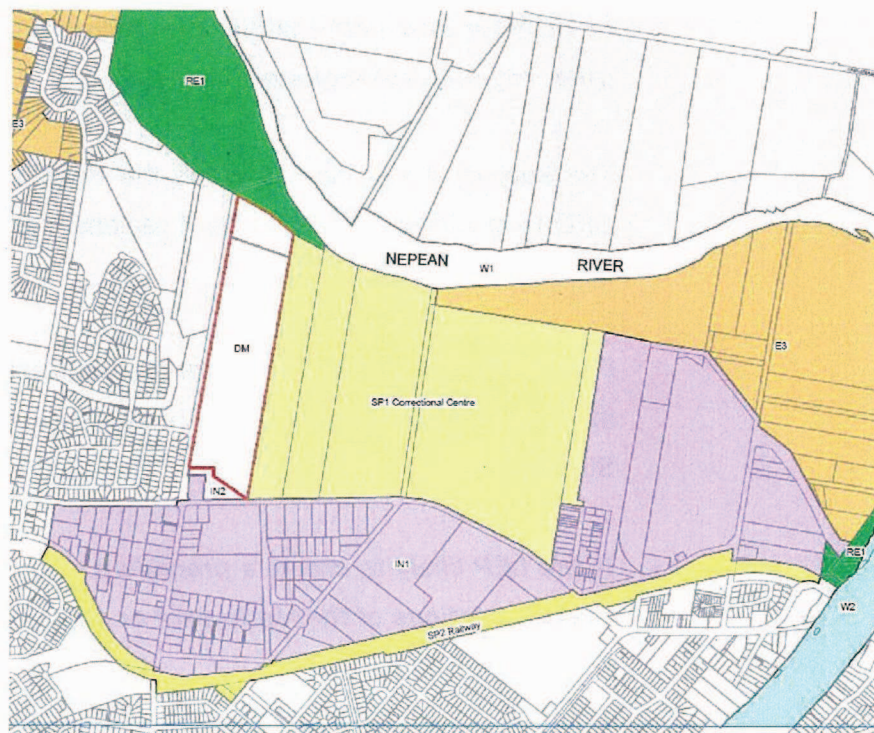 RE1
E3
NEPEAN RIVER
W1
DM
E3
SP1 Correctional Centre
IN2
IN1
RE1
W2
SP2 Railway